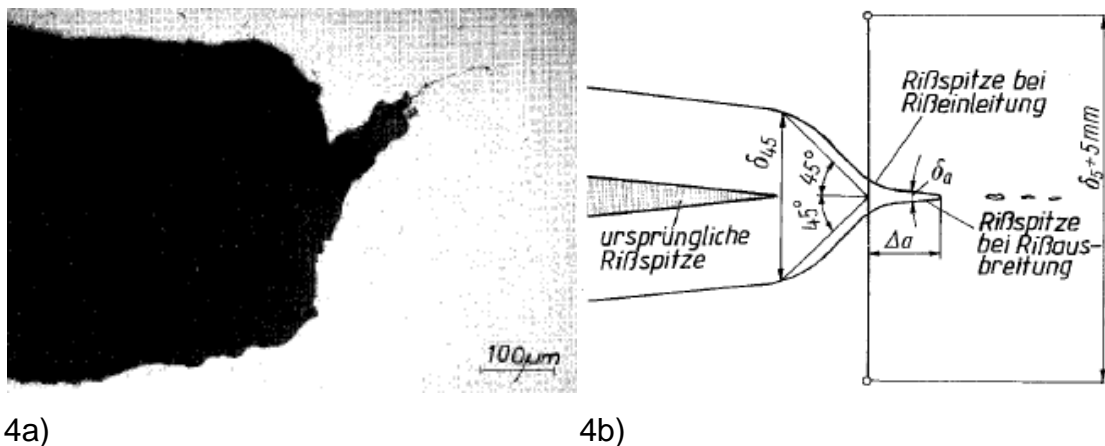 100µm
4a)
Rißspitze bei
Rißeinleitung
δ45
45°
45°
δa
δ5+5mm
ursprüngliche
Rißspitze
Δa
Rißspitze
bei Rißaus-
breitung
4b)